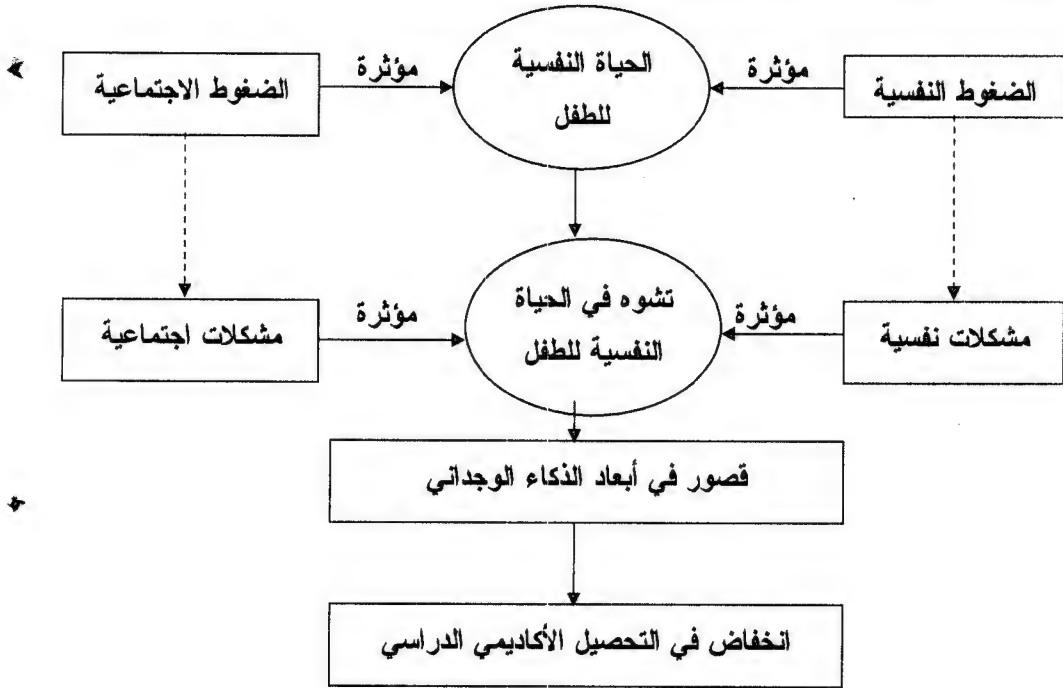 الحياة النفسية
للطفل
الضغوط النفسية
مؤثرة
مؤثرة
الضغوط الاجتماعية
تشوه في الحياة
النفسية للطفل
مشكلات نفسية
مؤثرة
مؤثرة
مشكلات اجتماعية
قصور في أبعاد الذكاء الوجداني
انخفاض في التحصيل الأكاديمي الدراسي